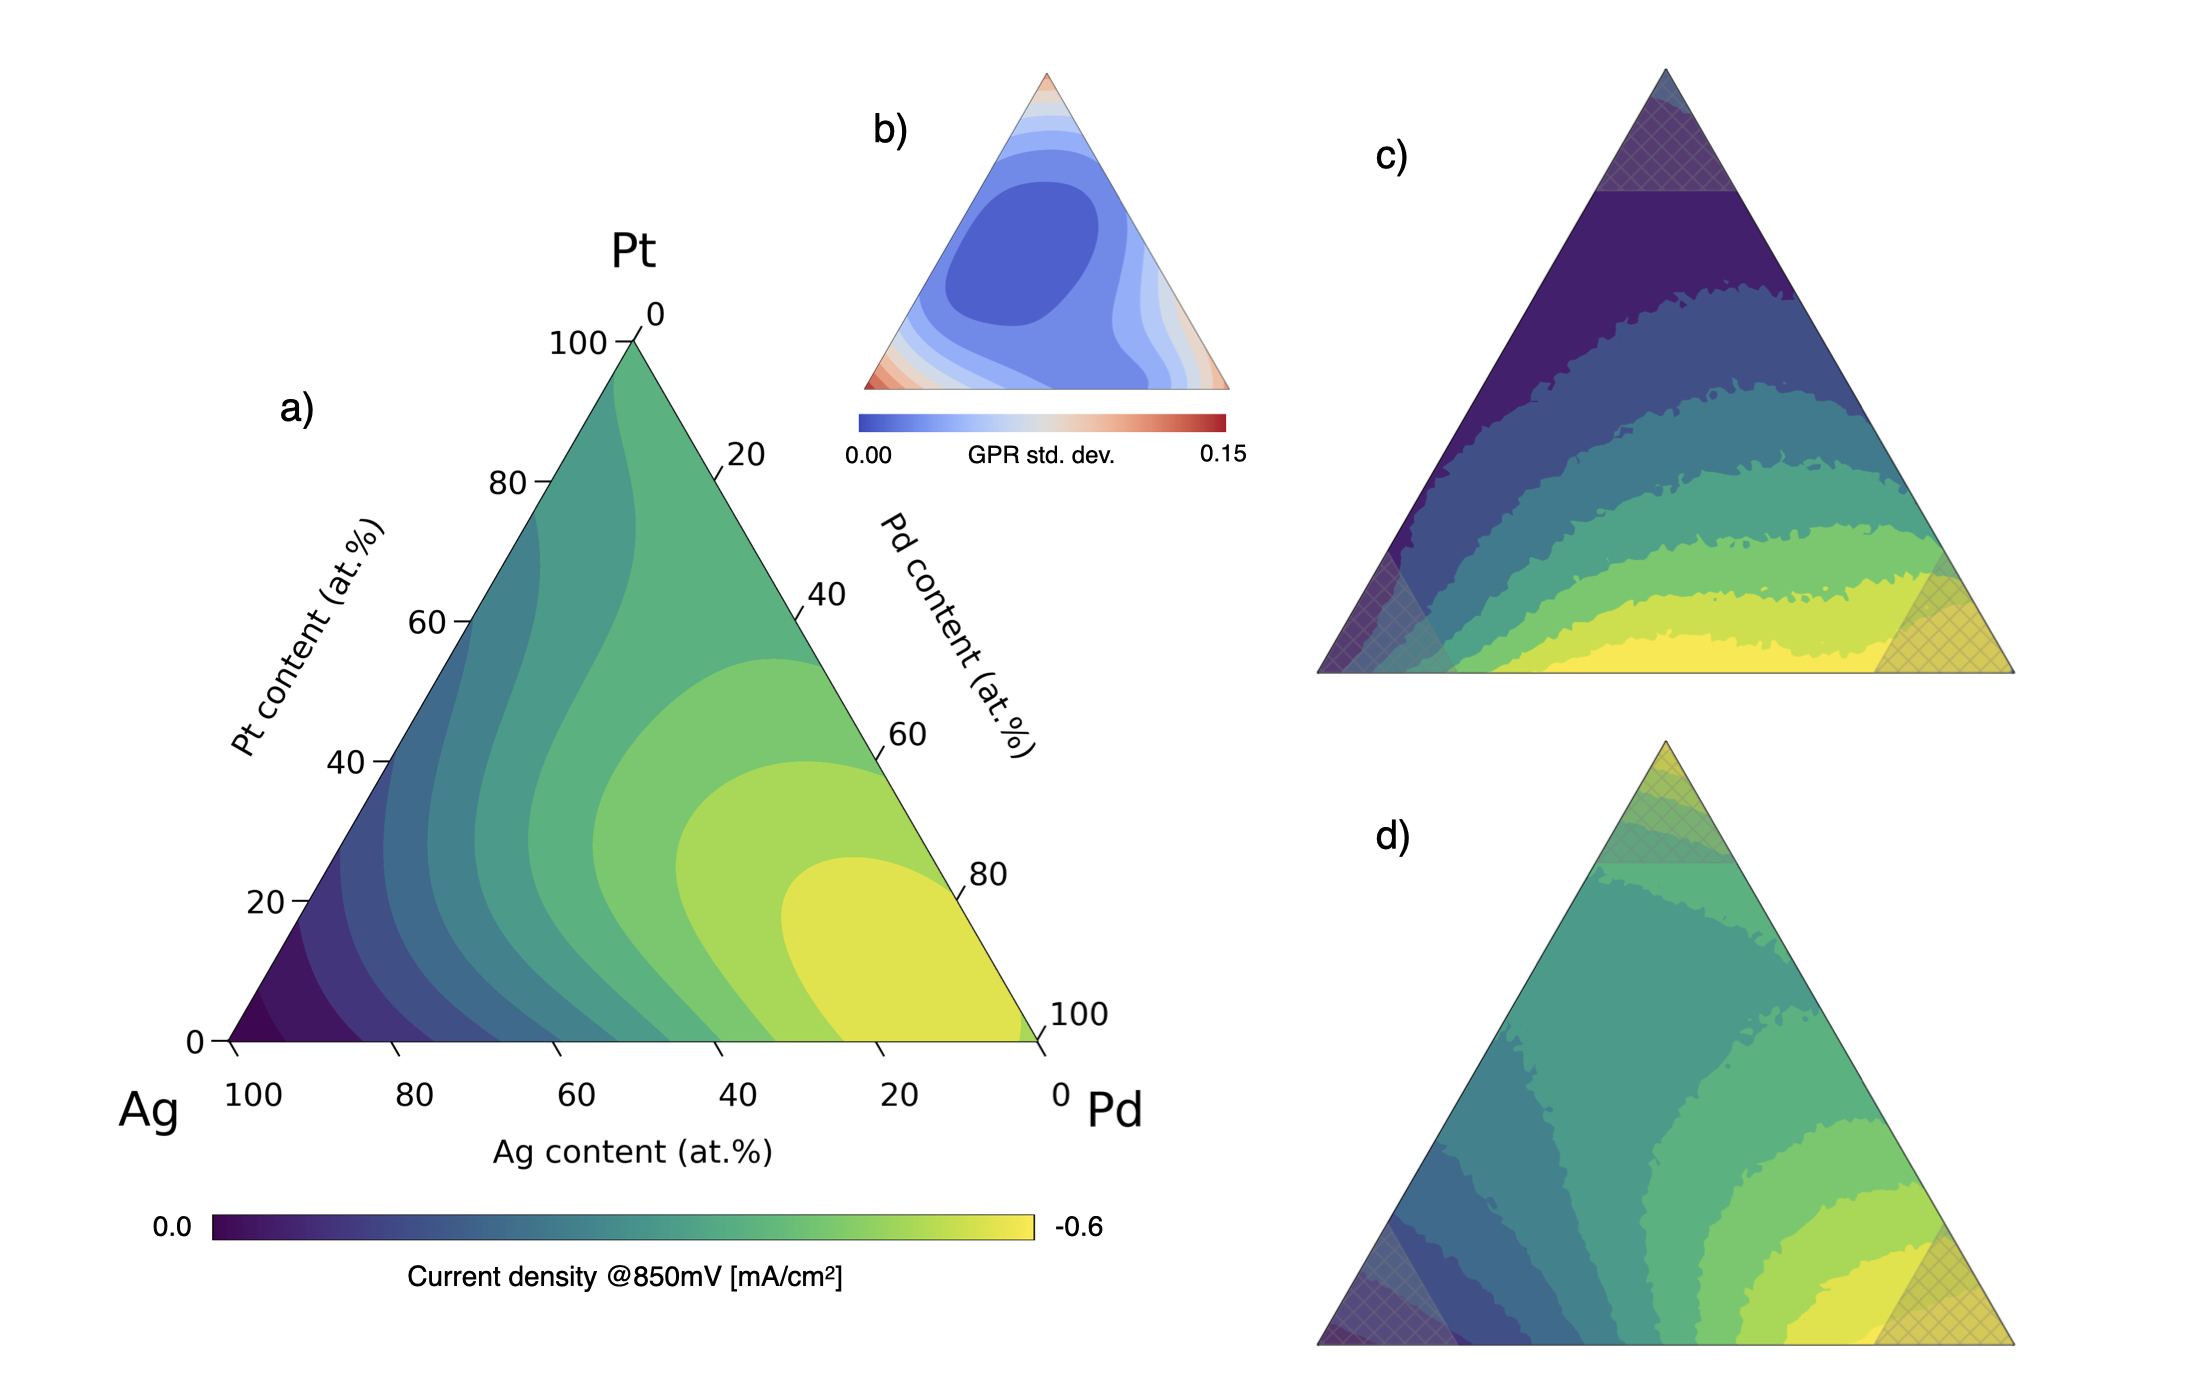 b)
c)
0.00
GPR std. dev.
0.15
Pt
a)
0
100
20
80
Pt content (at.%)
Pd content (at.%)
40
60
60
40
80
20
d)
100
0
Ag
100
80
60
40
20
0
Pd
Ag content (at.%)
0.0
-0.6
Current density @850mV [mA/cm²]